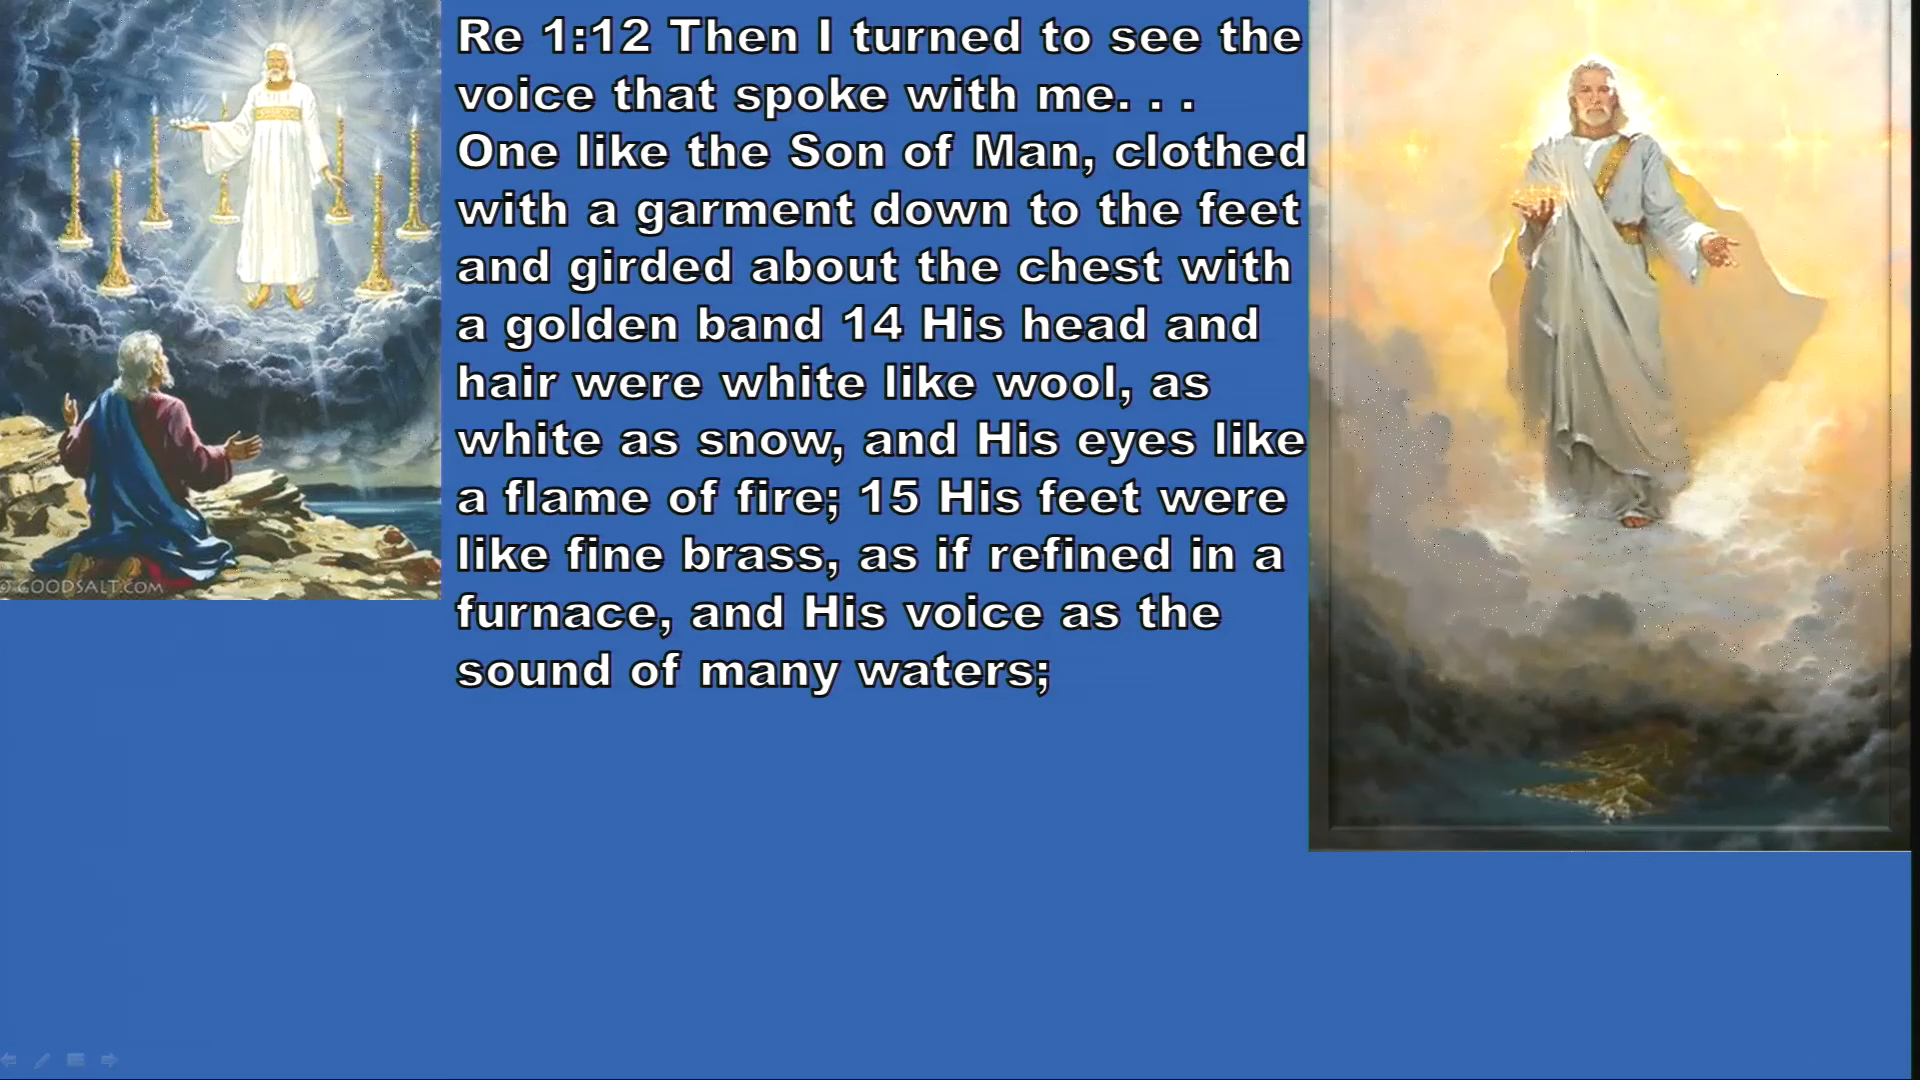 Re 1:12 Then I turned to see the
voice that spoke with me. . .
One like the Son of Man, clothed
with a garment down to the feet
and girded about the chest with
a golden band 14 His head and
hair were white like wool, as
white as snow, and His eyes like
a flame of fire; 15 His feet were
like fine brass, as if refined in a
furnace, and His voice as the
sound of many waters;
© GOODSALT.COM